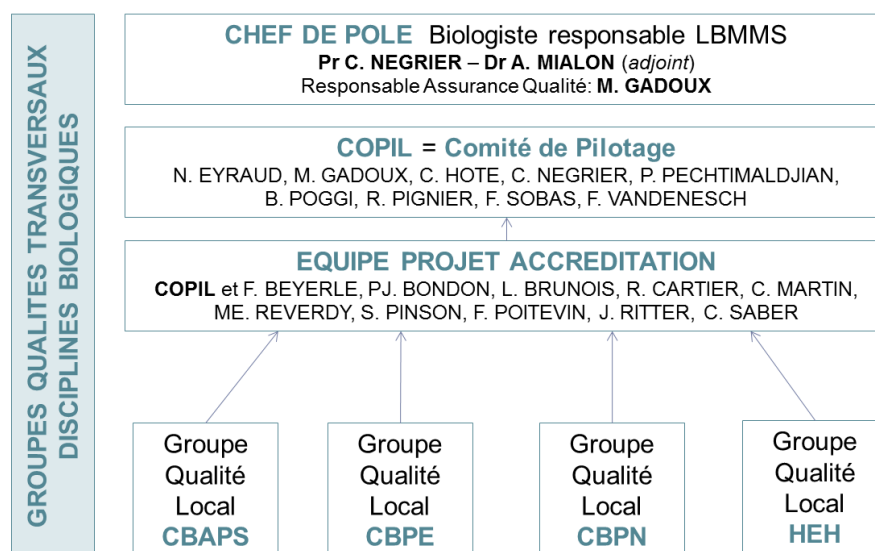 GROUPES QUALITES TRANSVERSAUX
DISCIPLINES BIOLOGIQUES
CHEF DE POLE Biologiste responsable LBMMS
Pr C. NEGRIER – Dr A. MIALON (adjoint)
Responsable Assurance Qualité: M. GADOUX
COPIL = Comité de Pilotage
N. EYRAUD, M. GADOUX, C. HOTE, C. NEGRIER, P. PECHTIMALDJIAN,
B. POGGI, R. PIGNIER, F. SOBAS, F. VANDENESCH
EQUIPE PROJET ACCREDITATION
COPIL et F. BEYERLE, PJ. BONDON, L. BRUNOIS, R. CARTIER, C. MARTIN,
ME. REVERDY, S. PINSON, F. POITEVIN, J. RITTER, C. SABER
Groupe
Qualité
Local
CBAPS
Groupe
Qualité
Local
CBPE
Groupe
Qualité
Local
CBPN
Groupe
Qualité
Local
HEH